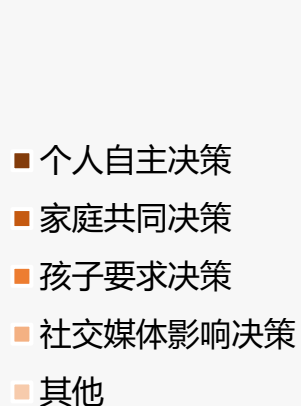 个人自主决策
家庭共同决策
孩子要求决策
社交媒体影响决策
其他